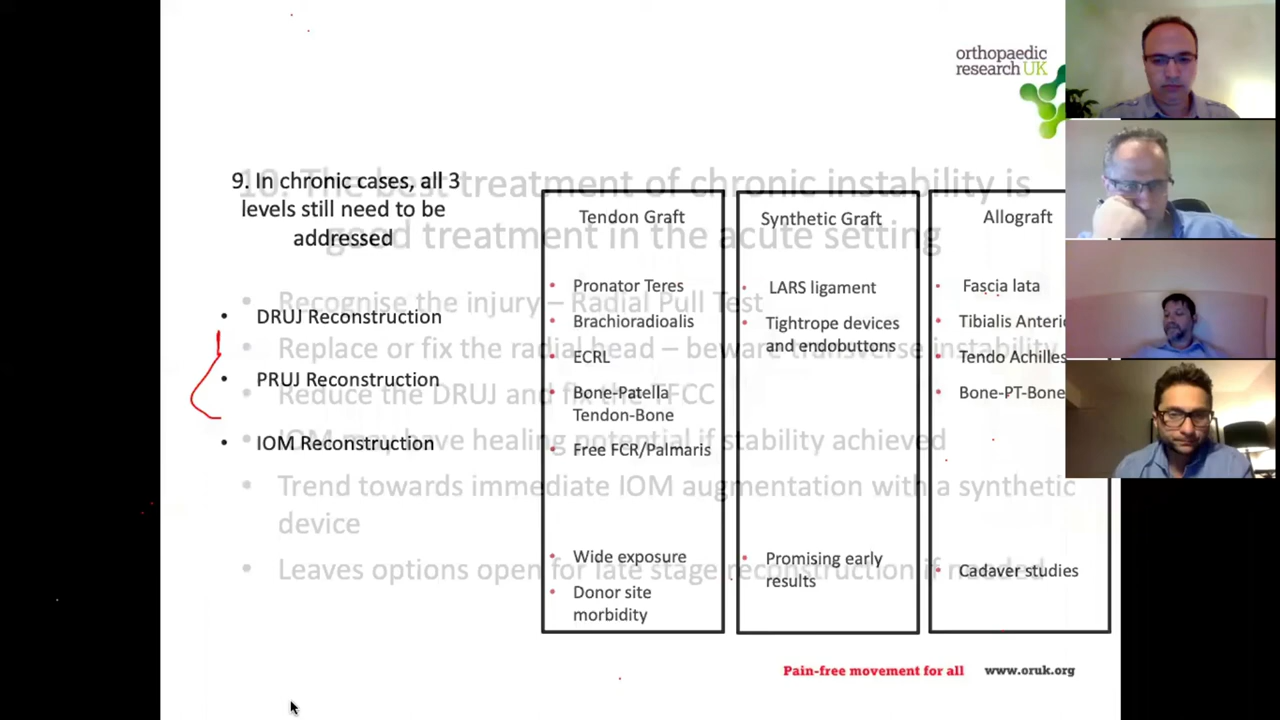 orthopaedic
research UK
9. In chronic cases, all 3
levels still need to be
addressed
10. The best treatment of chronic instability is
good treatment in the acute setting
• DRUJ Reconstruction
• PRUJ Reconstruction
• IOM Reconstruction
• Recognise the injury – Radial Pull Test
• Replace or fix the radial head – beware transverse instability
• Reduce the DRUJ and fix the TFCC
• IOM may have healing potential if stability achieved
• Trend towards immediate IOM augmentation with a synthetic
device
• Leaves options open for late stage reconstruction if needed
Tendon Graft
• Pronator Teres
• Brachioradioalis
• ECRL
• Bone-Patella
Tendon-Bone
• Free FCR/Palmaris
• Wide exposure
• Donor site
morbidity
Synthetic Graft
• LARS ligament
• Tightrope devices
and endobuttons
• Promising early
results
Allograft
• Fascia lata
• Tibialis Anterio
• Tendo Achilles
• Bone-PT-Bone
• Cadaver studies
Pain-free movement for all
www.oruk.org